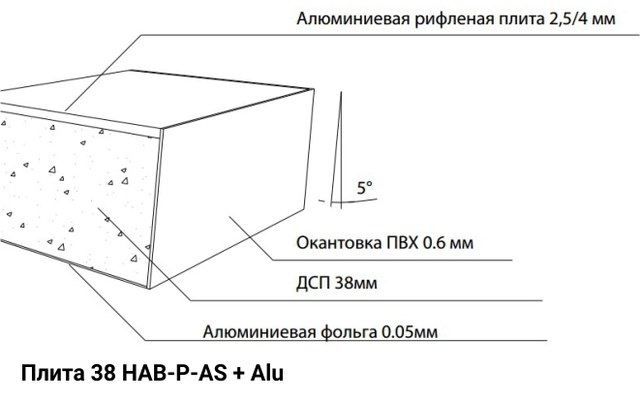 Алюминиевая рифленая плита 2,5/4 мм
5°
Окантовка ПВХ 0.6 мм
ДСП 38мм
Алюминиевая фольга 0.05мм
Плита 38 HAB-P-AS + Alu